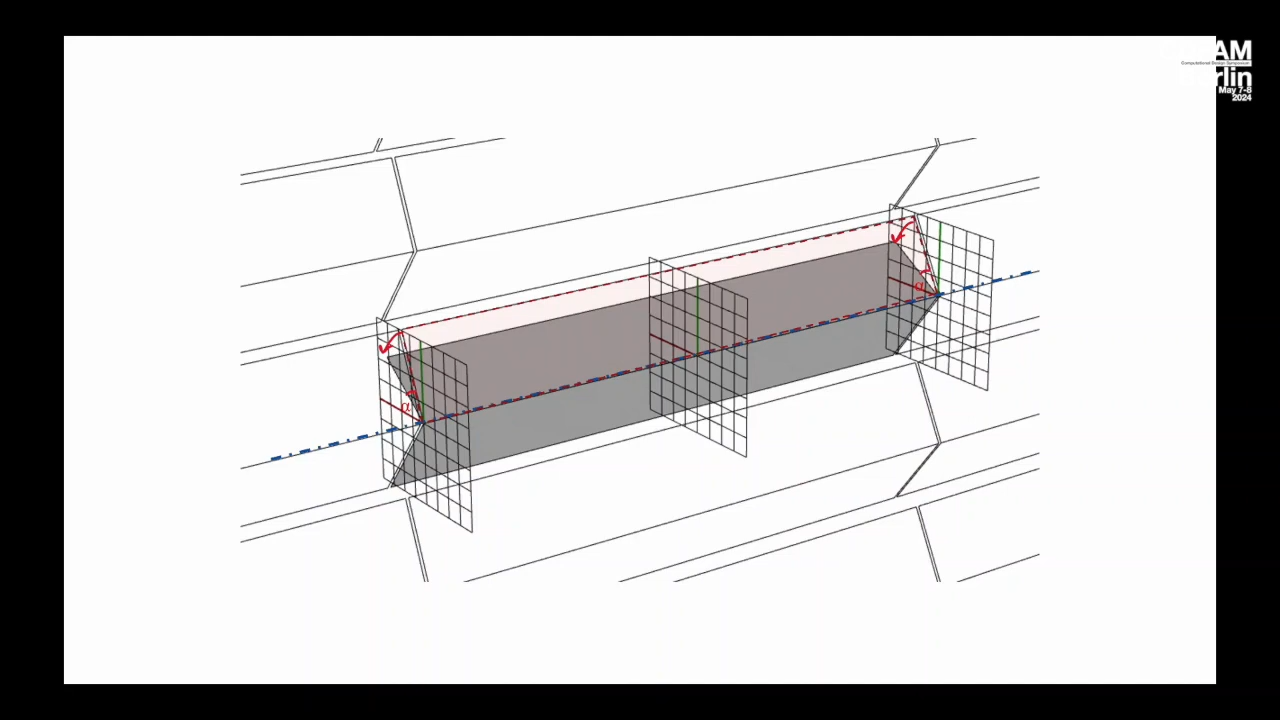 AM
Computational Design Symposium
rlin
May 7-8
2024
α
α